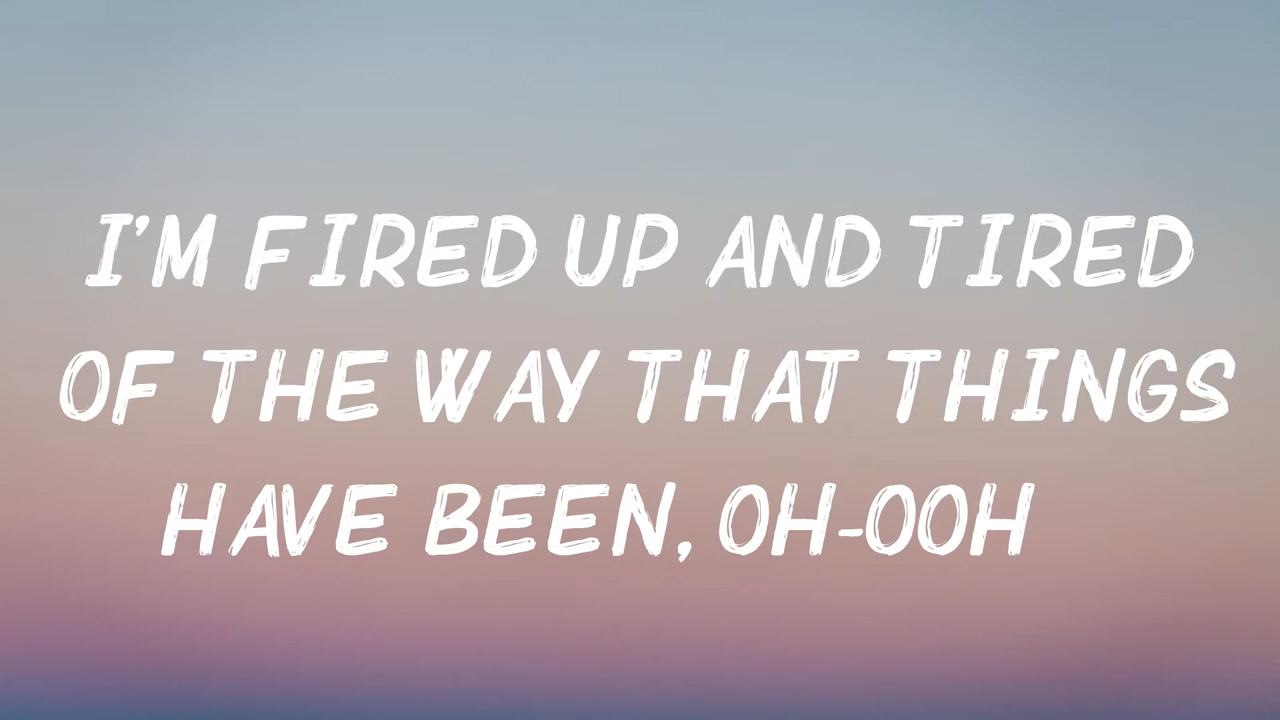 I'M FIRED UP AND TIRED
OF THE WAY THAT THINGS
HAVE BEEN, OH-OOH